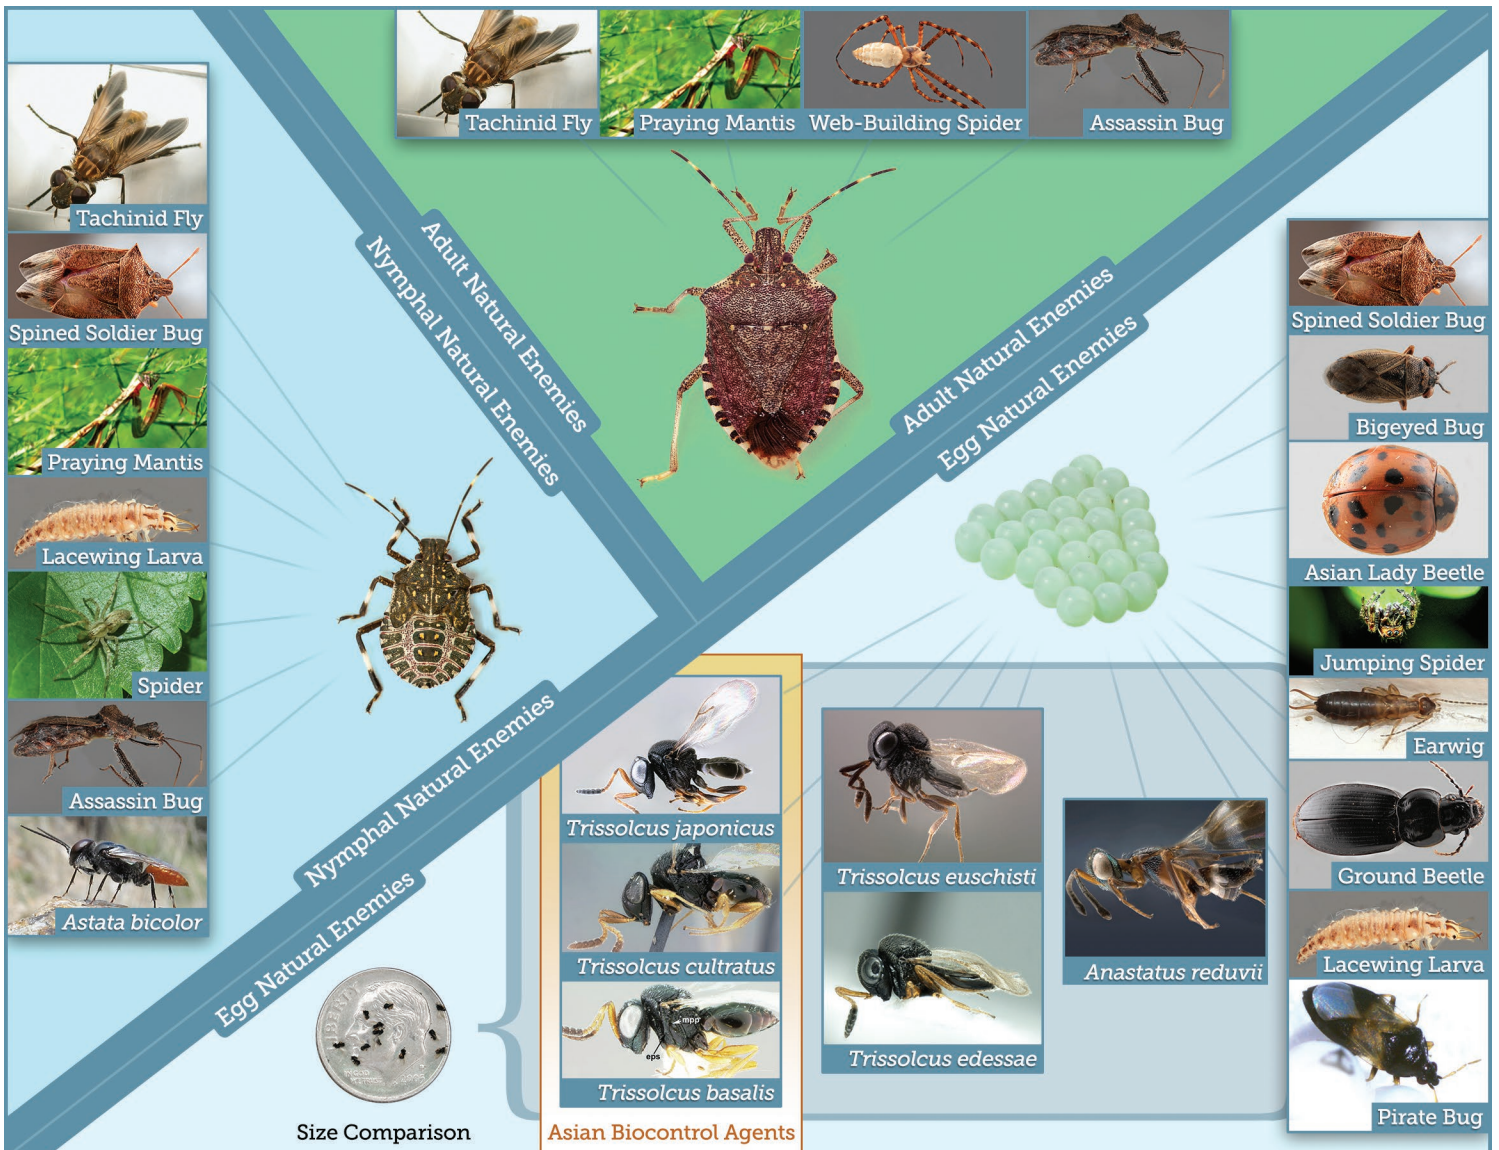 Tachinid Fly
Praying Mantis
Web-Building Spider
Assassin Bug
Adult Natural Enemies
Nymphal Natural Enemies
Adult Natural Enemies
Egg Natural Enemies
Nymphal Natural Enemies
Egg Natural Enemies
Tachinid Fly
Spined Soldier Bug
Praying Mantis
Lacewing Larva
Spider
Assassin Bug
Astata bicolor
Spined Soldier Bug
Bigeyed Bug
Asian Lady Beetle
Jumping Spider
Earwig
Ground Beetle
Lacewing Larva
Pirate Bug
Trissolcus japonicus
Trissolcus cultratus
mpp
eps
Trissolcus basalis
Asian Biocontrol Agents
Trissolcus euschisti
Trissolcus edessae
Anastatus reduvii
Size Comparison